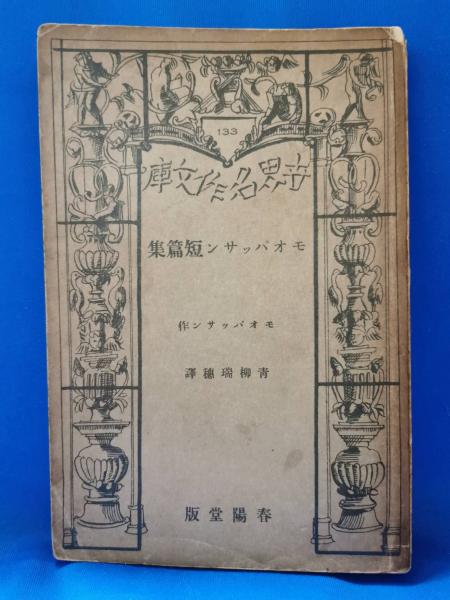 133
庫文作名界世
集篇短ンサッパオモ
作ンサッパオモ
譯穗瑞柳青
版堂陽春